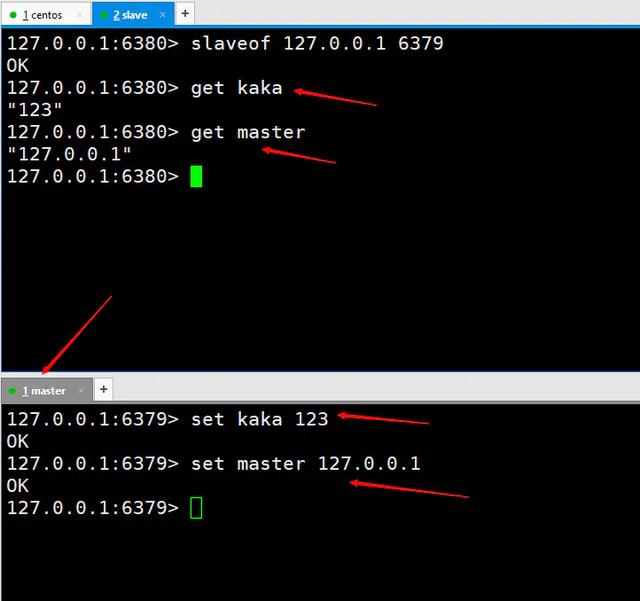 1 centos
2 slave
127.0.0.1:6380> slaveof 127.0.0.1 6379
OK
127.0.0.1:6380> get kaka
"123"
127.0.0.1:6380> get master
"127.0.0.1"
127.0.0.1:6380>
1 master
127.0.0.1:6379> set kaka 123
OK
127.0.0.1:6379> set master 127.0.0.1
OK
127.0.0.1:6379>